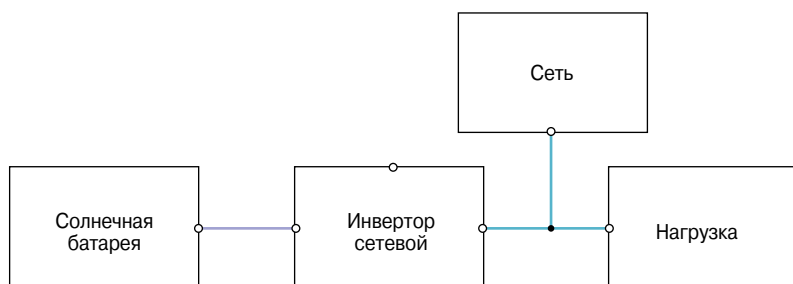 Сеть
Солнечная
батарея
Инвертор
сетевой
Нагрузка